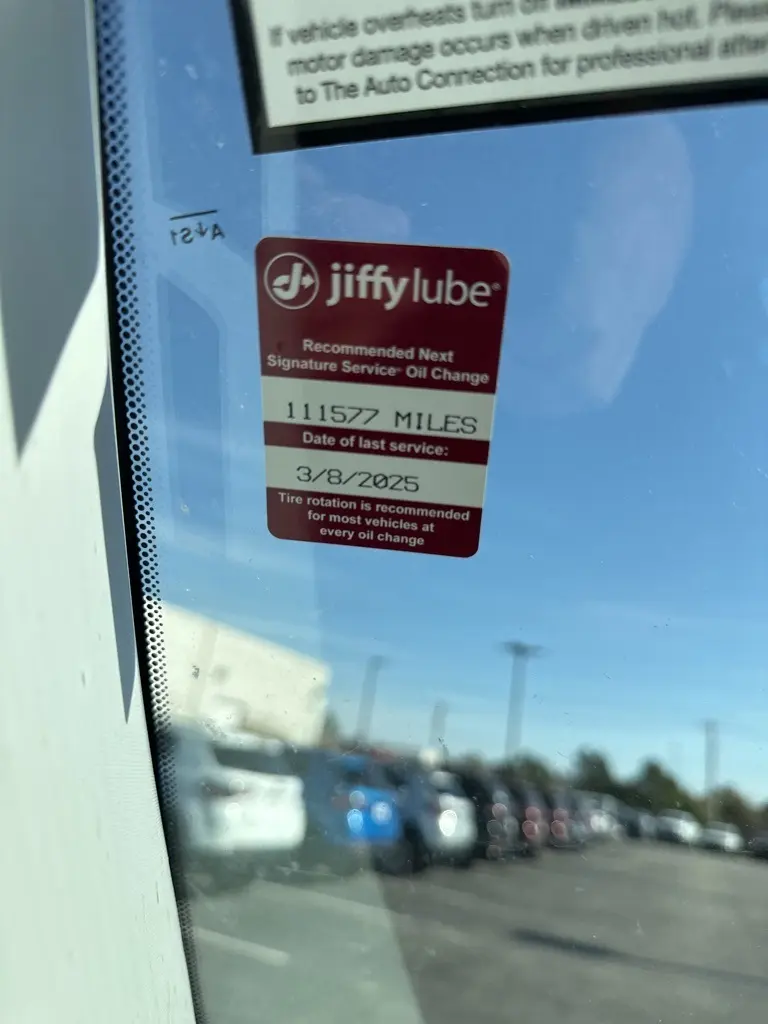 If vehicle overheats turn off
motor damage occurs when driven hot. Please
to The Auto Connection for professional
jiffy lube®
Recommended Next
Signature Service® Oil Change
111577 MILES
Date of last service:
3/8/2025
Tire rotation is recommended
for most vehicles at
every oil change